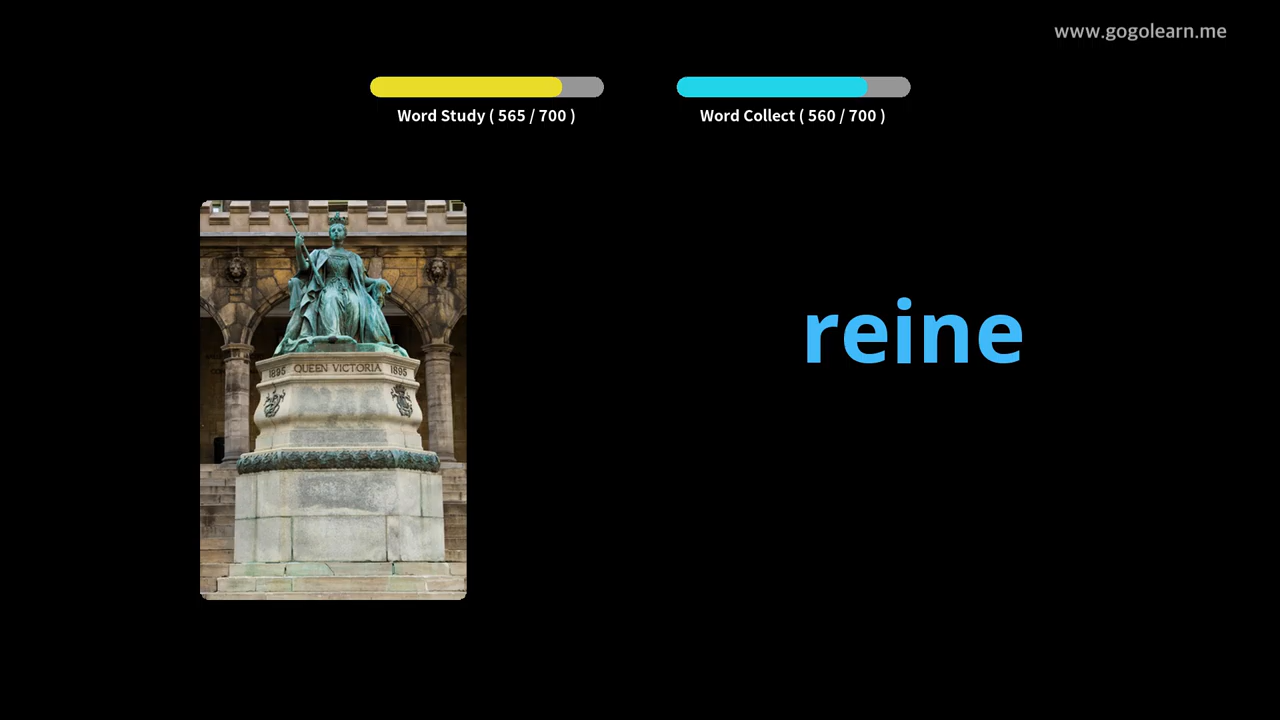 www.gogolearn.me
Word Study ( 565 / 700 )
Word Collect ( 560 / 700 )
reine
1895 QUEEN VICTORIA 1895